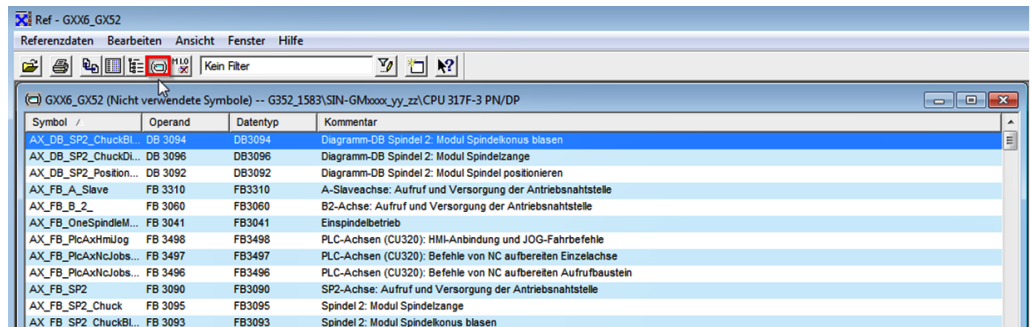 Ref - GXX6_GX52
Referenzdaten Bearbeiten Ansicht Fenster Hilfe
Kein Filter
GXX6_GX52 (Nicht verwendete Symbole) -- G352_1583\SIN-GMxxxx_yy_zz\CPU 317F-3 PN/DP
Symbol / Operand Datentyp Kommentar
AX_DB_SP2_ChuckBl... DB 3094 DB3094 Diagramm-DB Spindel 2: Modul Spindelkonus blasen
AX_DB_SP2_ChuckDi... DB 3096 DB3096 Diagramm-DB Spindel 2: Modul Spindelzange
AX_DB_SP2_Position... DB 3092 DB3092 Diagramm-DB Spindel 2: Modul Spindel positionieren
AX_FB_A_Slave FB 3310 FB3310 A-Slaveachse: Aufruf und Versorgung der Antriebsnahtstelle
AX_FB_B_2_ FB 3060 FB3060 B2-Achse: Aufruf und Versorgung der Antriebsnahtstelle
AX_FB_OneSpindleM... FB 3041 FB3041 Einspindelbetrieb
AX_FB_PlcAxHmiJog FB 3498 FB3498 PLC-Achsen (CU320): HMI-Anbindung und JOG-Fahrbefehle
AX_FB_PlcAxNcJobs... FB 3497 FB3497 PLC-Achsen (CU320): Befehle von NC aufbereiten Einzelachse
AX_FB_PlcAxNcJobs... FB 3496 FB3496 PLC-Achsen (CU320): Befehle von NC aufbereiten Aufrufbaustein
AX_FB_SP2 FB 3090 FB3090 SP2-Achse: Aufruf und Versorgung der Antriebsnahtstelle
AX_FB_SP2_Chuck FB 3095 FB3095 Spindel 2: Modul Spindelzange
AX_FB_SP2_ChuckBl... FB 3093 FB3093 Spindel 2: Modul Spindelkonus blasen